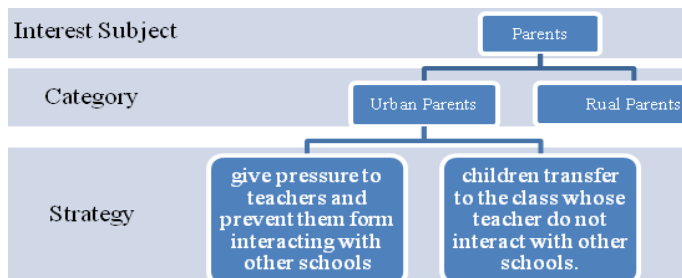 Interest Subject
Parents
Category
Urban Parents
Rual Parents
Strategy
give pressure to
teachers and
prevent them form
interacting with
other schools
children transfer
to the class whose
teacher do not
interact with other
schools.